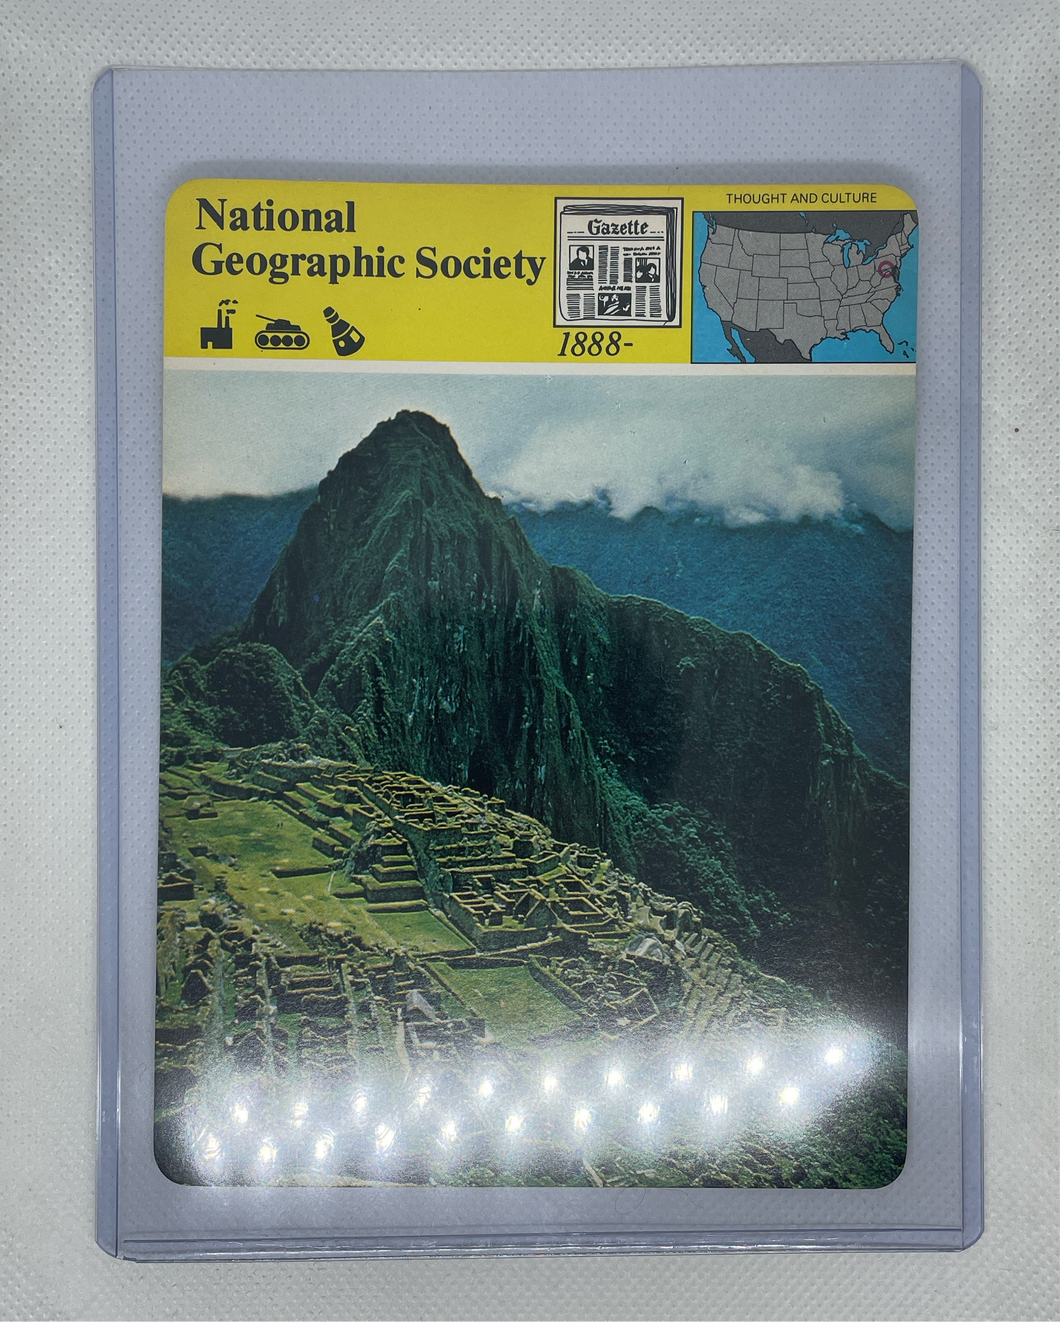 National
Geographic Society
Gazette
1888-
THOUGHT AND CULTURE